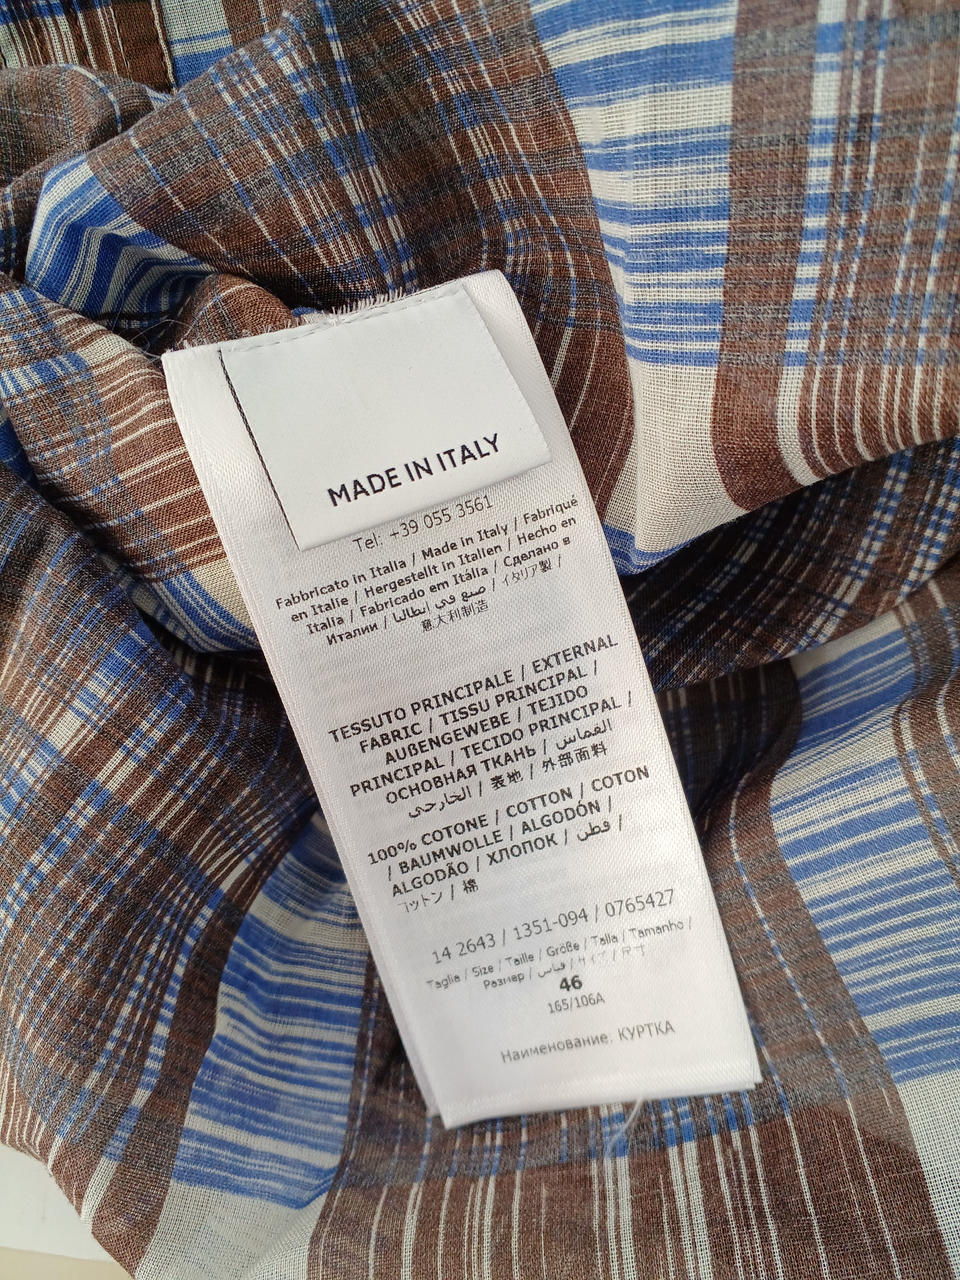 MADE IN ITALY
Tel: +39 055 3561
Fabbricato in Italia / Made in Italy / Fabriqué
en Italie / Hergestellt in Italien / Hecho en
Italia / Fabricado em Itália / Сделано в
Италии / صنع في إيطاليا / イタリア製 /
意大利制造
TESSUTO PRINCIPALE / EXTERNAL
FABRIC / TISSU PRINCIPAL /
AUßENGEWEBE / TEJIDO
PRINCIPAL / TECIDO PRINCIPAL /
ОСНОВНАЯ ТКАНЬ / القماش
الخارجي / 表地 / 外部面料
100% COTONE / COTTON / COTON
/ BAUMWOLLE / ALGODÓN /
ALGODÃO / ХЛОПОК / قطن /
コットン / 棉
14 2643 / 1351-094 / 0765427
Taglia / Size / Taille / Größe / Talla / Tamanho /
Размер / قياس / サイズ / 尺寸
46
165/106A
Наименование: КУРТКА